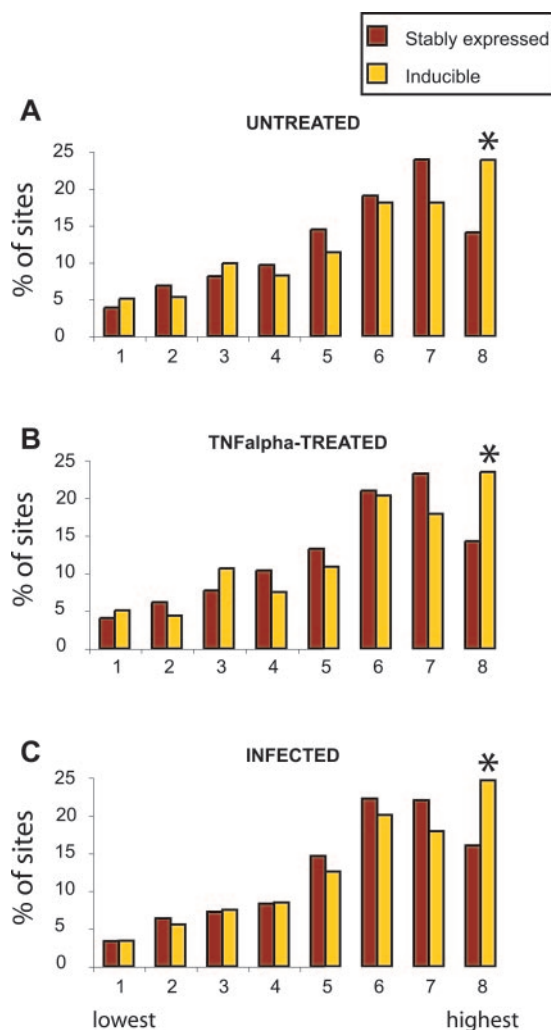 Stably expressed
Inducible
A
UNTREATED
*
% of sites
25
20
15
10
5
0
1 2 3 4 5 6 7 8
B
TNFalpha-TREATED
*
% of sites
25
20
15
10
5
0
1 2 3 4 5 6 7 8
C
INFECTED
*
% of sites
25
20
15
10
5
0
1 2 3 4 5 6 7 8
lowest highest